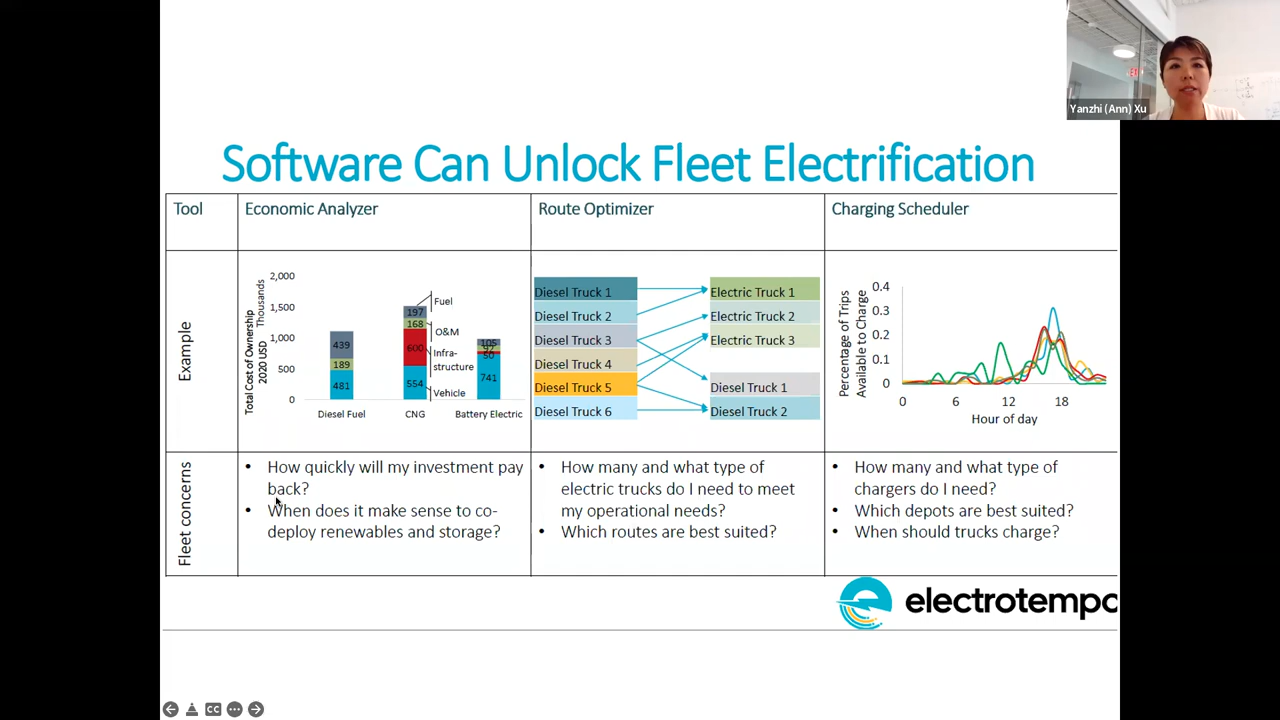 Yanzhi (Ann) Xu
Software Can Unlock Fleet Electrification
Tool
Economic Analyzer
Route Optimizer
Charging Scheduler
Example
Total Cost of Ownership
2020 USD Thousands
2,000
1,500
1,000
500
0
439
189
481
197
168
600
554
105
50
741
Fuel
O&M
Infra-
structure
Vehicle
Diesel Fuel
CNG
Battery Electric
Diesel Truck 1
Diesel Truck 2
Diesel Truck 3
Diesel Truck 4
Diesel Truck 5
Diesel Truck 6
Electric Truck 1
Electric Truck 2
Electric Truck 3
Diesel Truck 1
Diesel Truck 2
Percentage of Trips
Available to Charge
0.4
0.3
0.2
0.1
0
0 6 12 18
Hour of day
Fleet concerns
• How quickly will my investment pay
back?
• When does it make sense to co-
deploy renewables and storage?
• How many and what type of
electric trucks do I need to meet
my operational needs?
• Which routes are best suited?
• How many and what type of
chargers do I need?
• Which depots are best suited?
• When should trucks charge?
electrotempo
CC